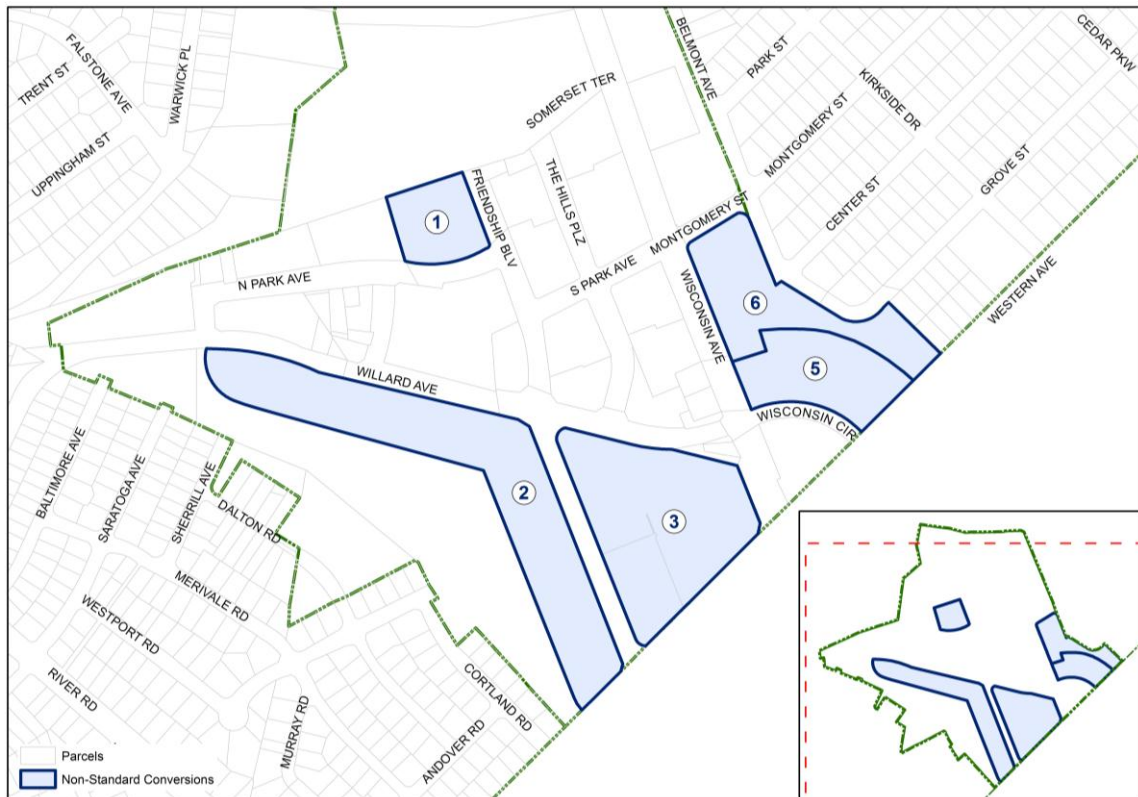 FALSTONE AVE
WARWICK PL
TRENT ST
UPPINGHAM ST
BELMONT AVE
PARK ST
CEDAR PKW
KIRKSIDE DR
MONTGOMERY ST
GROVE ST
CENTER ST
WESTERN AVE
SOMERSET TER
THE HILLS PLZ
FRIENDSHIP BLV
MONTGOMERY ST
S PARK AVE
N PARK AVE
WISCONSIN AVE
1
6
5
WILLARD AVE
WISCONSIN CIR
2
3
BALTIMORE AVE
SARATOGA AVE
SHERRILL AVE
DALTON RD
MERIVALE RD
WESTPORT RD
RIVER RD
MURRAY RD
CORTLAND RD
ANDOVER RD
Parcels
Non-Standard Conversions